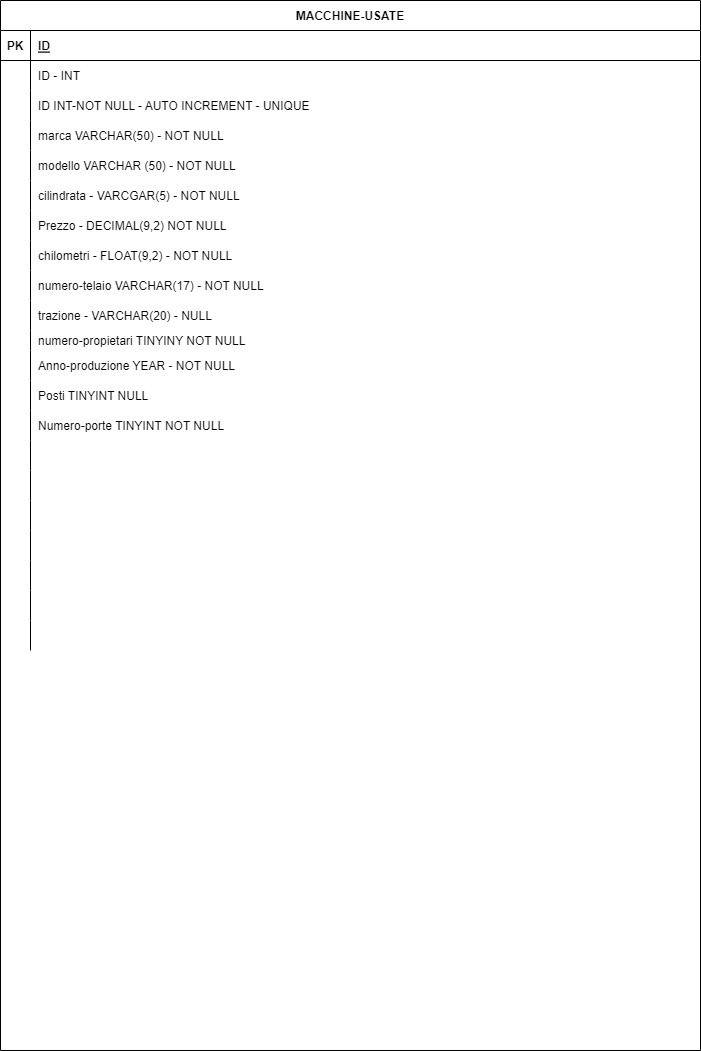 MACCHINE-USATE
PK ID
ID - INT
ID INT-NOT NULL - AUTO INCREMENT - UNIQUE
marca VARCHAR(50) - NOT NULL
modello VARCHAR (50) - NOT NULL
cilindrata - VARCGAR(5) - NOT NULL
Prezzo - DECIMAL(9,2) NOT NULL
chilometri - FLOAT(9,2) - NOT NULL
numero-telaio VARCHAR(17) - NOT NULL
trazione - VARCHAR(20) - NULL
numero-propietari TINYINY NOT NULL
Anno-produzione YEAR - NOT NULL
Posti TINYINT NULL
Numero-porte TINYINT NOT NULL